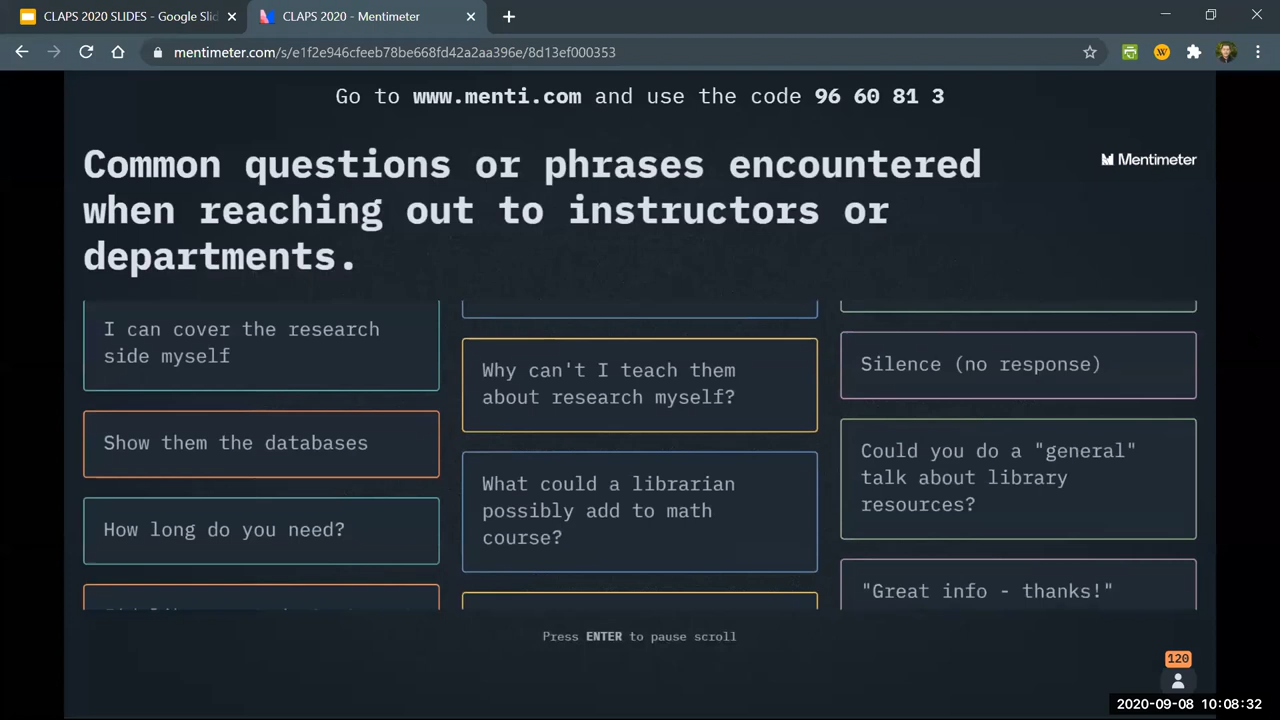 CLAPS 2020 SLIDES - Google Slid
CLAPS 2020 - Mentimeter
mentimeter.com/s/e1f2e946cfeeb78be668fd42a2aa396e/8d13ef000353
Go to www.menti.com and use the code 96 60 81 3
Common questions or phrases encountered
when reaching out to instructors or
departments.
Mentimeter
I can cover the research
side myself
Show them the databases
How long do you need?
Why can't I teach them
about research myself?
What could a librarian
possibly add to math
course?
Silence (no response)
Could you do a "general"
talk about library
resources?
"Great info - thanks!"
Press ENTER to pause scroll
120
2020-09-08 10:08:32